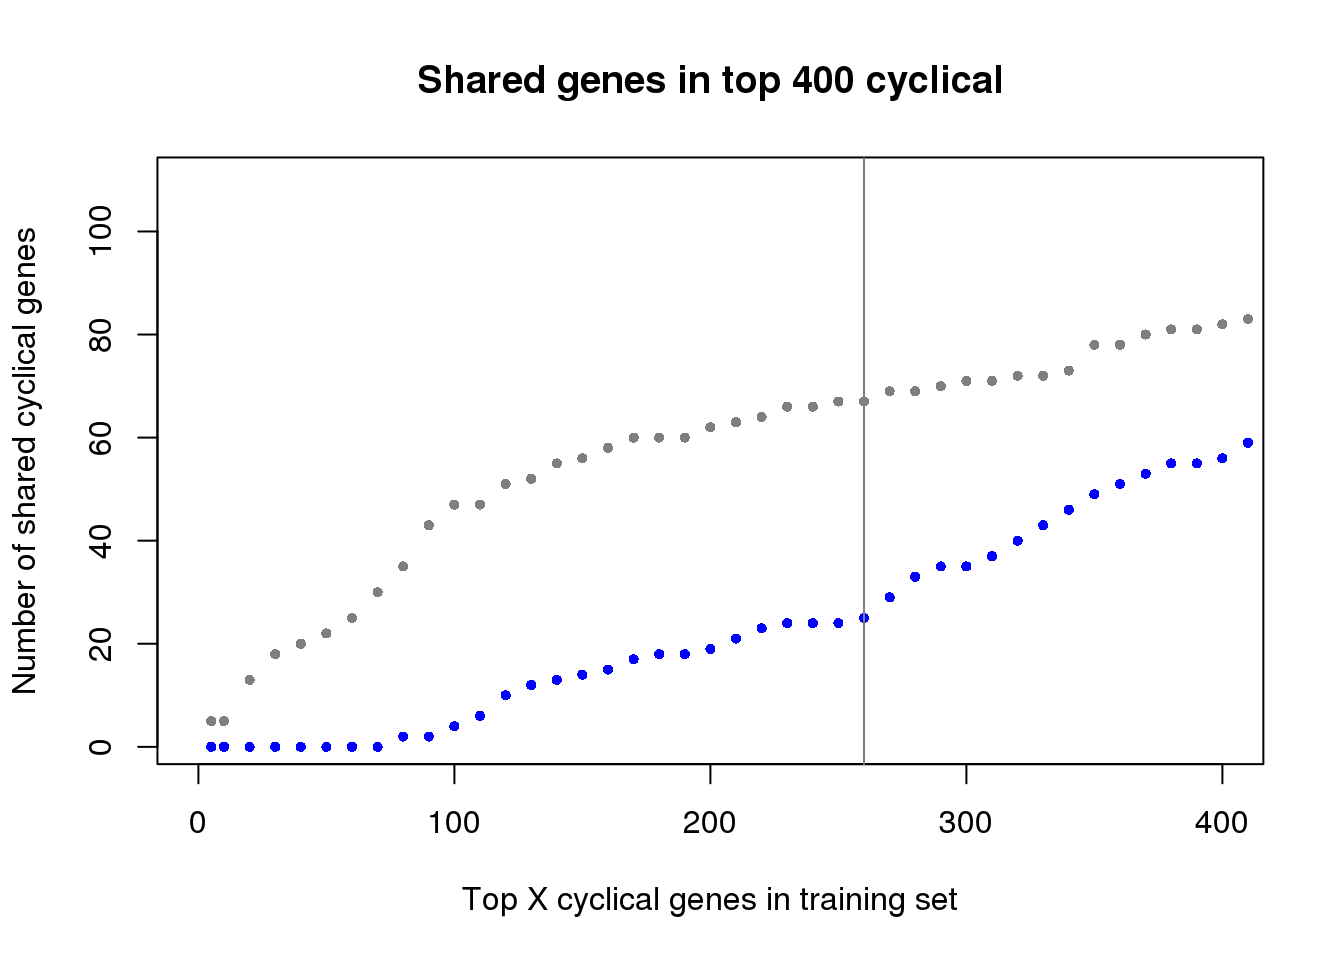 Shared genes in top 400 cyclical
Number of shared cyclical genes
100
80
60
40
20
0
0 100 200 300 400
Top X cyclical genes in training set